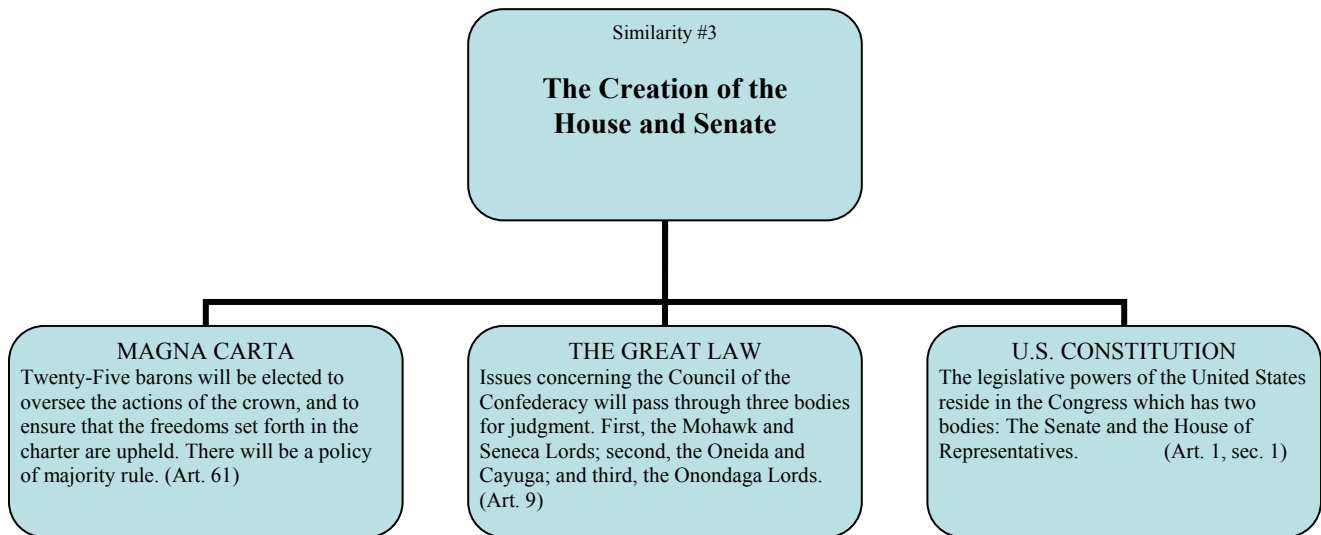 Similarity #3
The Creation of the
House and Senate
MAGNA CARTA
Twenty-Five barons will be elected to
oversee the actions of the crown, and to
ensure that the freedoms set forth in the
charter are upheld. There will be a policy
of majority rule. (Art. 61)
THE GREAT LAW
Issues concerning the Council of the
Confederacy will pass through three bodies
for judgment. First, the Mohawk and
Seneca Lords; second, the Oneida and
Cayuga; and third, the Onondaga Lords.
(Art. 9)
U.S. CONSTITUTION
The legislative powers of the United States
reside in the Congress which has two
bodies: The Senate and the House of
Representatives. (Art. 1, sec. 1)